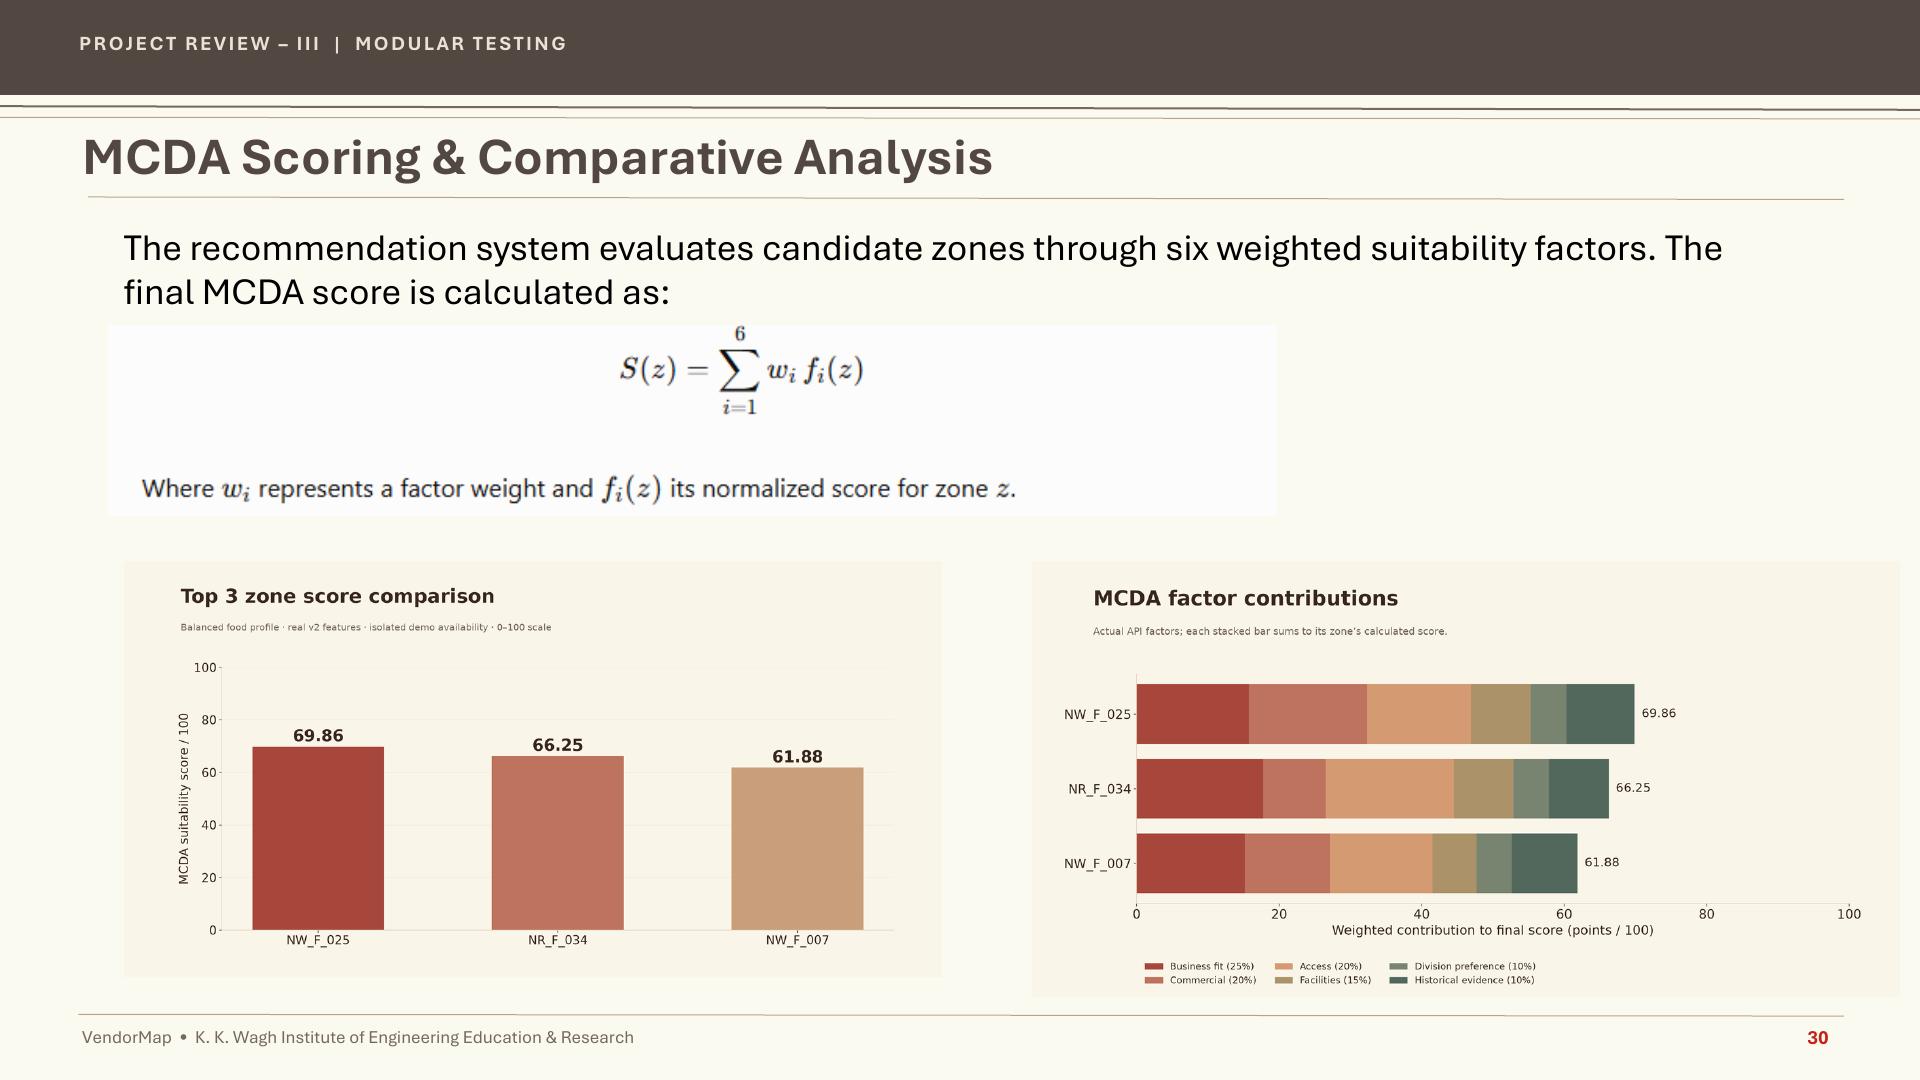 PROJECT REVIEW – III | MODULAR TESTING
MCDA Scoring & Comparative Analysis
The recommendation system evaluates candidate zones through six weighted suitability factors. The
final MCDA score is calculated as:
S(z) = ∑_{i=1}^{6} w_i f_i(z)
Where w_i represents a factor weight and f_i(z) its normalized score for zone z.
Top 3 zone score comparison
Balanced food profile · real v2 features · isolated demo availability · 0–100 scale
MCDA suitability score / 100
100
80
60
40
20
0
69.86
66.25
61.88
NW_F_025
NR_F_034
NW_F_007
MCDA factor contributions
Actual API factors; each stacked bar sums to its zone's calculated score.
NW_F_025
69.86
NR_F_034
66.25
NW_F_007
61.88
0 20 40 60 80 100
Weighted contribution to final score (points / 100)
Business fit (25%) Access (20%) Division preference (10%)
Commercial (20%) Facilities (15%) Historical evidence (10%)
VendorMap • K. K. Wagh Institute of Engineering Education & Research
30